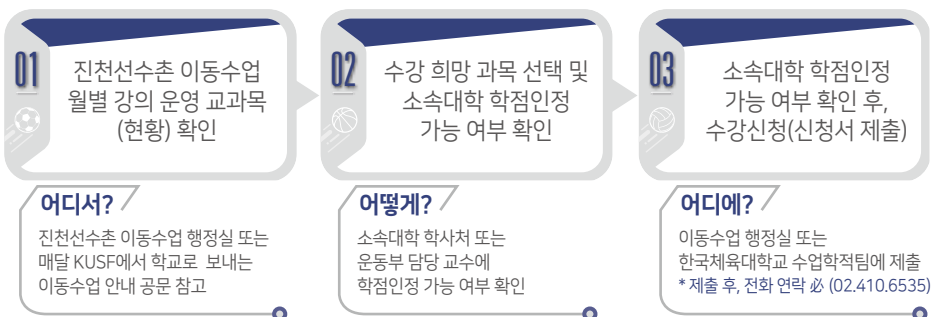 01
진천선수촌 이동수업
월별 강의 운영 교과목
(현황) 확인
어디서?
진천선수촌 이동수업 행정실 또는
매달 KUSF에서 학교로 보내는
이동수업 안내 공문 참고
02
수강 희망 과목 선택 및
소속대학 학점인정
가능 여부 확인
어떻게?
소속대학 학사처 또는
운동부 담당 교수에
학점인정 가능 여부 확인
03
소속대학 학점인정
가능 여부 확인 후,
수강신청(신청서 제출)
어디에?
이동수업 행정실 또는
한국체육대학교 수업학적팀에 제출
* 제출 후, 전화 연락 必 (02.410.6535)